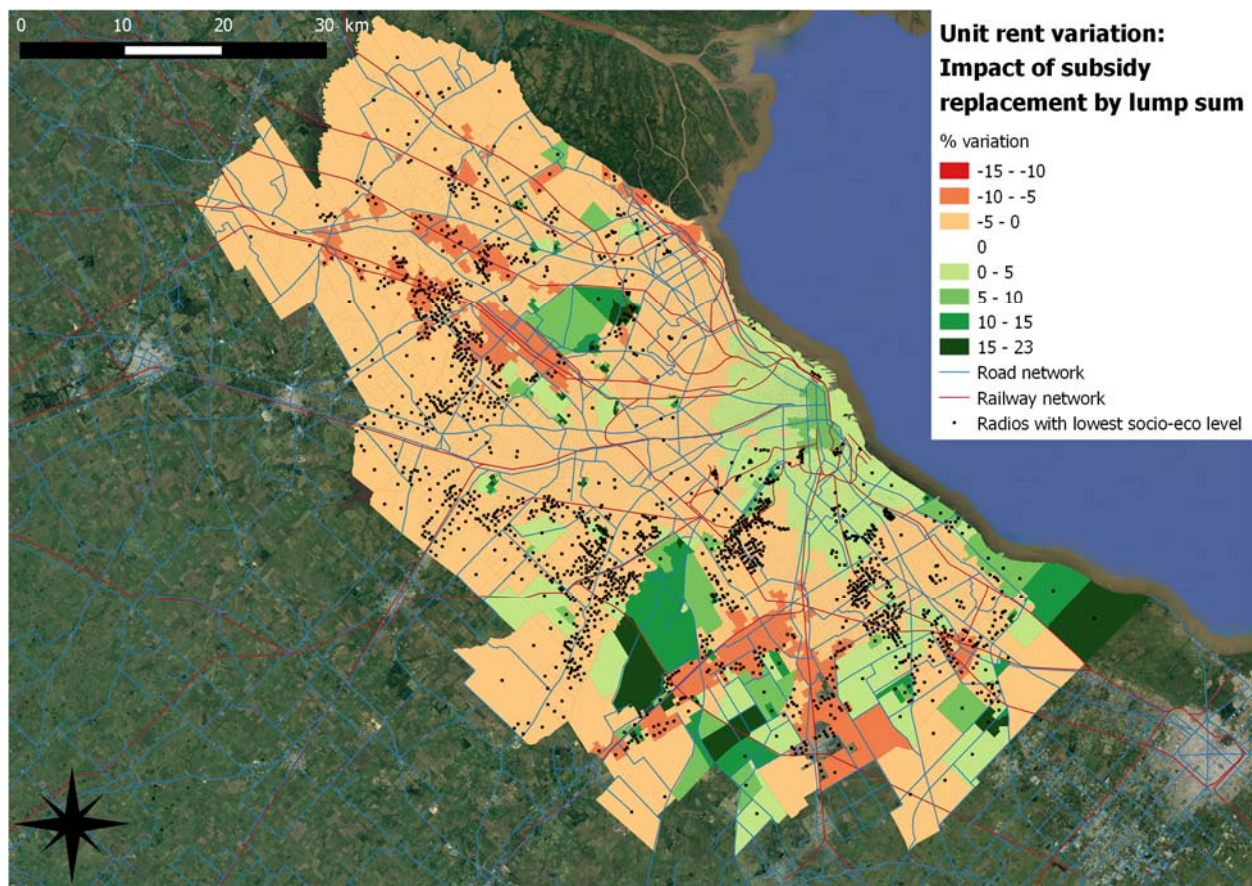 0 10 20 30 km
Unit rent variation:
Impact of subsidy
replacement by lump sum
% variation
-15 - -10
-10 - -5
-5 - 0
0
0 - 5
5 - 10
10 - 15
15 - 23
Road network
Railway network
Radios with lowest socio-eco level